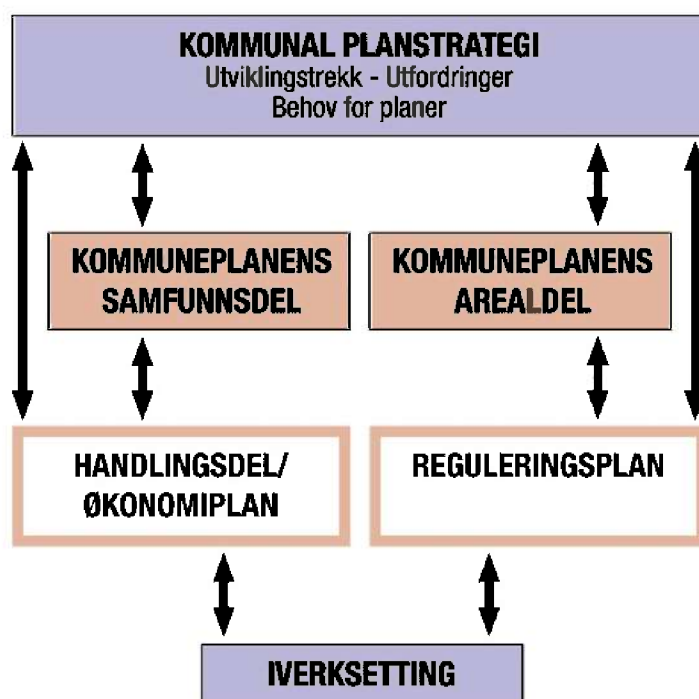 KOMMUNAL PLANSTRATEGI
Utviklingstrekk - Utfordringer
Behov for planer
KOMMUNEPLANENS
SAMFUNNSDEL
KOMMUNEPLANENS
AREALDEL
HANDLINGSDEL/
ØKONOMIPLAN
REGULERINGSPLAN
IVERKSETTING